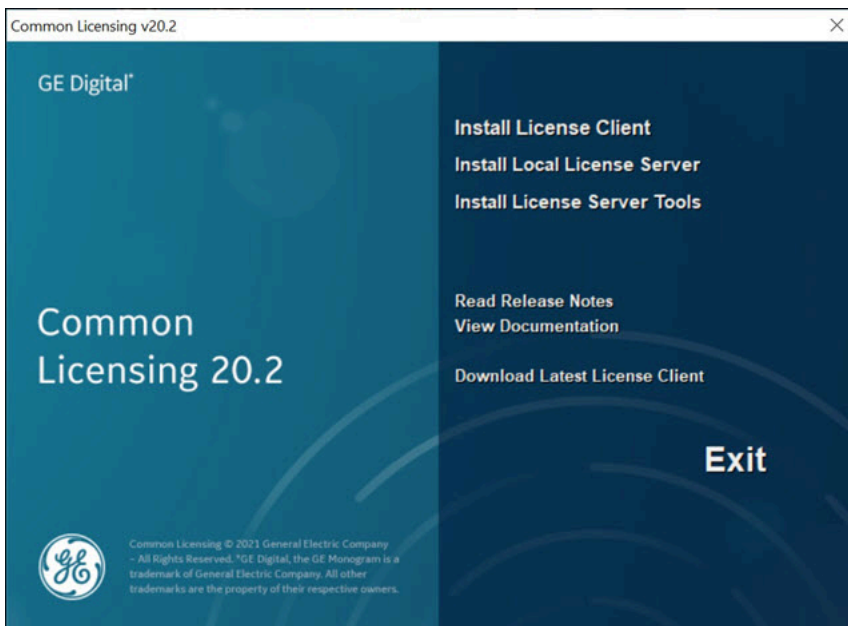 Common Licensing v20.2
GE Digital*
Install License Client
Install Local License Server
Install License Server Tools
Read Release Notes
View Documentation
Download Latest License Client
Common
Licensing 20.2
Exit
Common Licensing © 2021 General Electric Company
– All Rights Reserved. *GE Digital, the GE Monogram is a
trademark of General Electric Company. All other
trademarks are the property of their respective owners.
GE